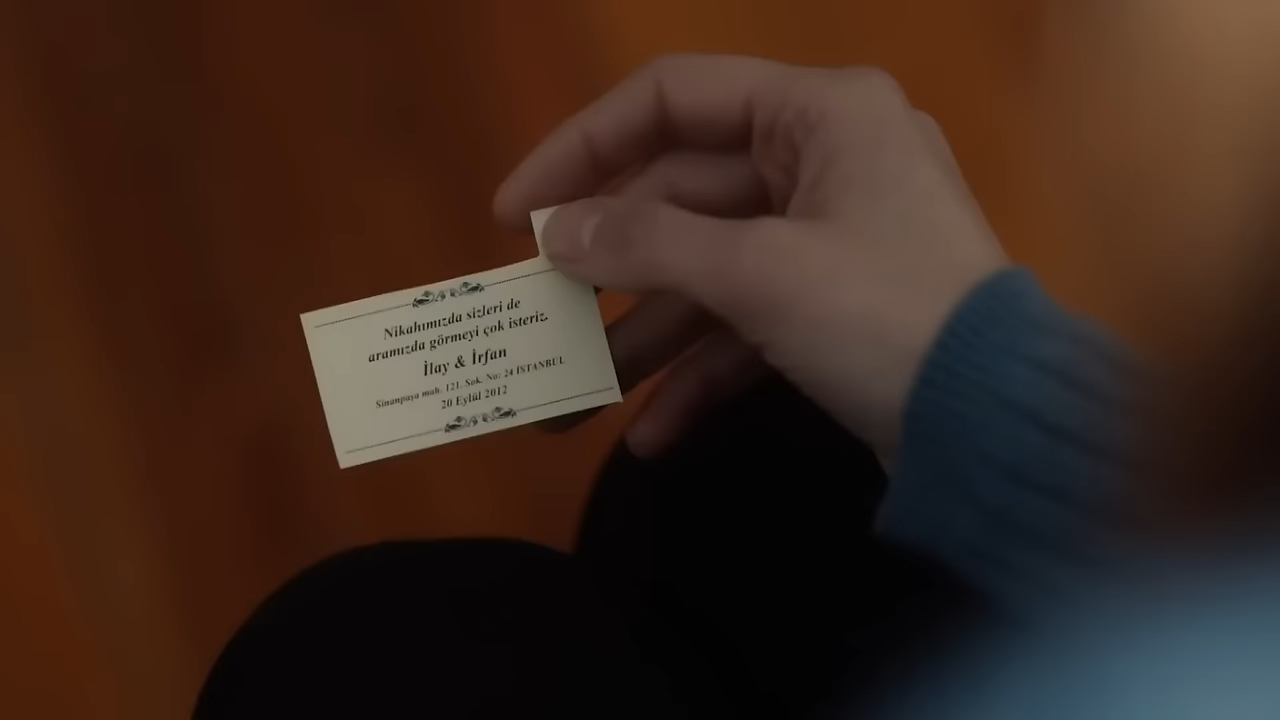 Nikahımızda sizleri de
aramızda görmeyi çok isteriz.
İlay & İrfan
Sinanpaşa mah. 121. Sok. No: 24 İSTANBUL
20 Eylül 2012